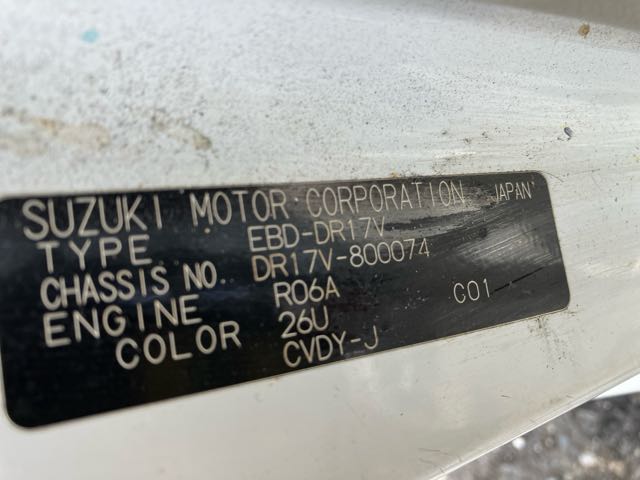 SUZUKI MOTOR CORPORATION JAPAN
TYPE EBD-DR17V
CHASSIS NO. DR17V-800074
ENGINE R06A C01
COLOR 26U
CVDY-J